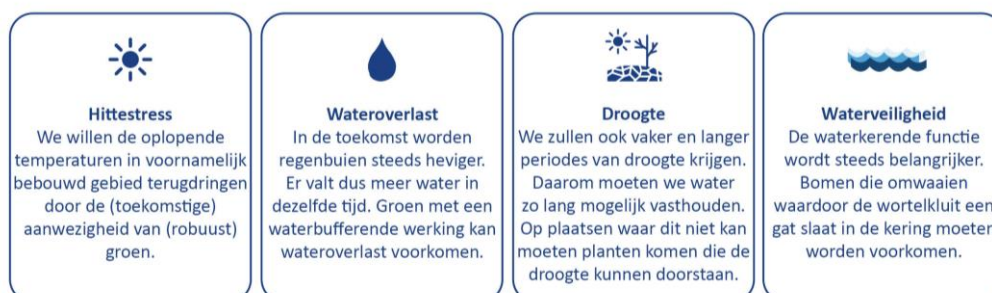 Hittestress
We willen de oplopende
temperaturen in voornamelijk
bebouwd gebied terugdringen
door de (toekomstige)
aanwezigheid van (robuust)
groen.
Wateroverlast
In de toekomst worden
regenbuien steeds heviger.
Er valt dus meer water in
dezelfde tijd. Groen met een
waterbufferende werking kan
wateroverlast voorkomen.
Droogte
We zullen ook vaker en langer
periodes van droogte krijgen.
Daarom moeten we water
zo lang mogelijk vasthouden.
Op plaatsen waar dit niet kan
moeten planten komen die de
droogte kunnen doorstaan.
Waterveiligheid
De waterkerende functie
wordt steeds belangrijker.
Bomen die omwaaien
waardoor de wortelkluit een
gat slaat in de kering moeten
worden voorkomen.